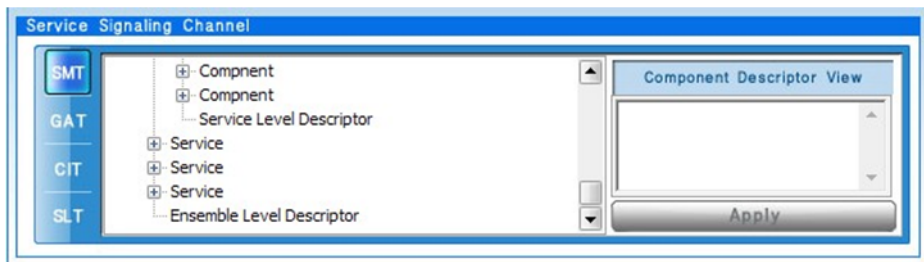 Service Signaling Channel
SMT
GAT
CIT
SLT
Compnent
Compnent
Service Level Descriptor
Service
Service
Service
Ensemble Level Descriptor
Component Descriptor View
Apply